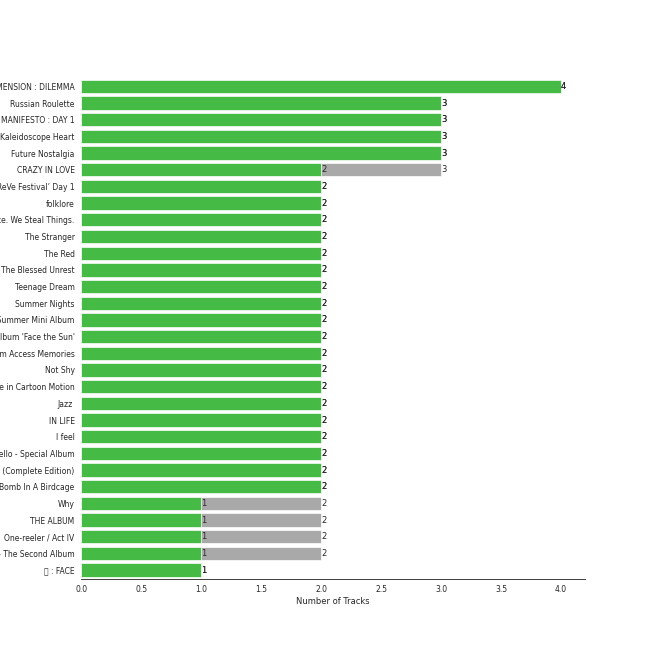 MENSION : DILEMMA 4
Russian Roulette 3
MANIFESTO : DAY 1 3
Kaleidoscope Heart 3
Future Nostalgia 3
CRAZY IN LOVE 2 3
ReVe Festival’ Day 1 2
folklore 2
ce. We Steal Things. 2
The Stranger 2
The Red 2
The Blessed Unrest 2
Teenage Dream 2
Summer Nights 2
Summer Mini Album 2
lbum 'Face the Sun' 2
m Access Memories 2
Not Shy 2
e in Cartoon Motion 2
Jazz 2
IN LIFE 2
I feel 2
ello - Special Album 2
(Complete Edition) 2
Bomb In A Birdcage 2
Why 1 2
THE ALBUM 1 2
One-reeler / Act IV 1 2
- The Second Album 1 2
: FACE 1
0.0 0.5 1.0 1.5 2.0 2.5 3.0 3.5 4.0
Number of Tracks